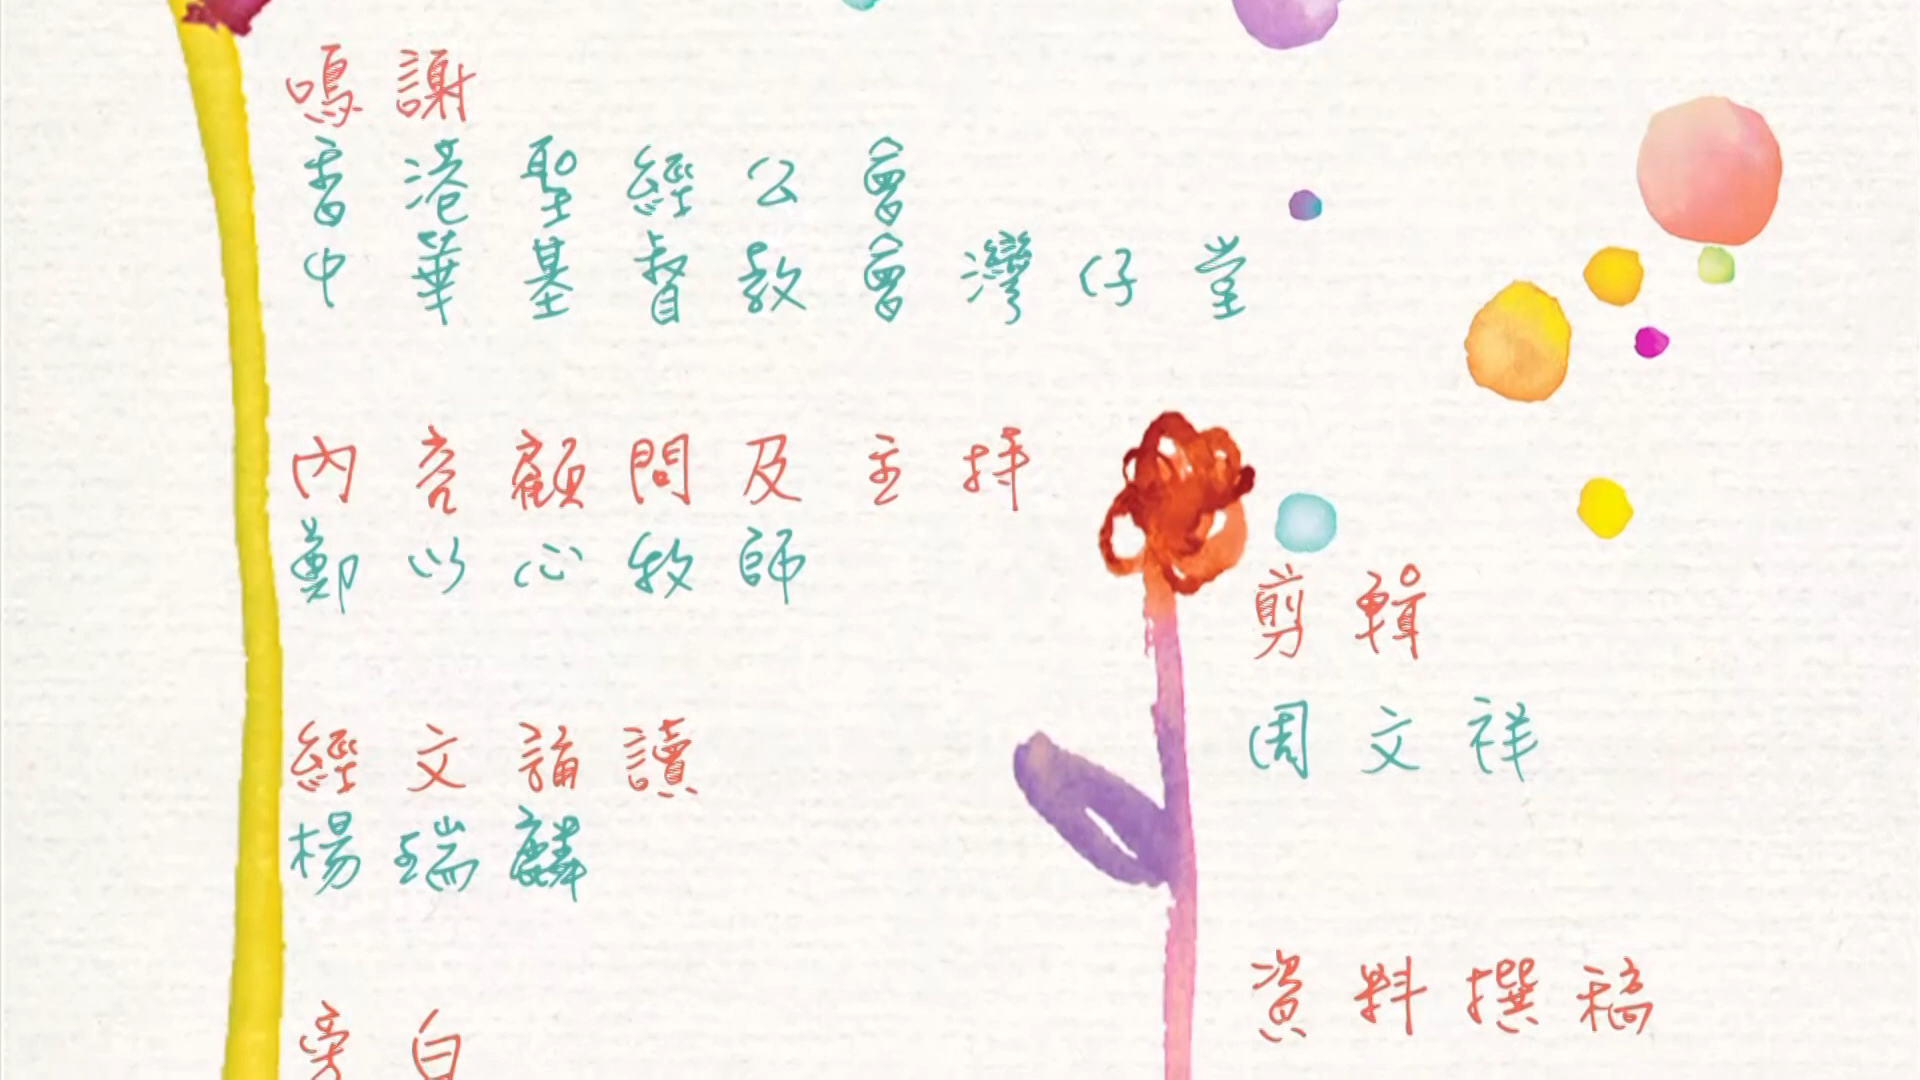 鳴謝
香港聖經公會
中華基督教會灣仔堂
內容顧問及主持
鄭以心牧師
經文誦讀
楊瑞麟
旁白
剪輯
周文祥
資料撰稿